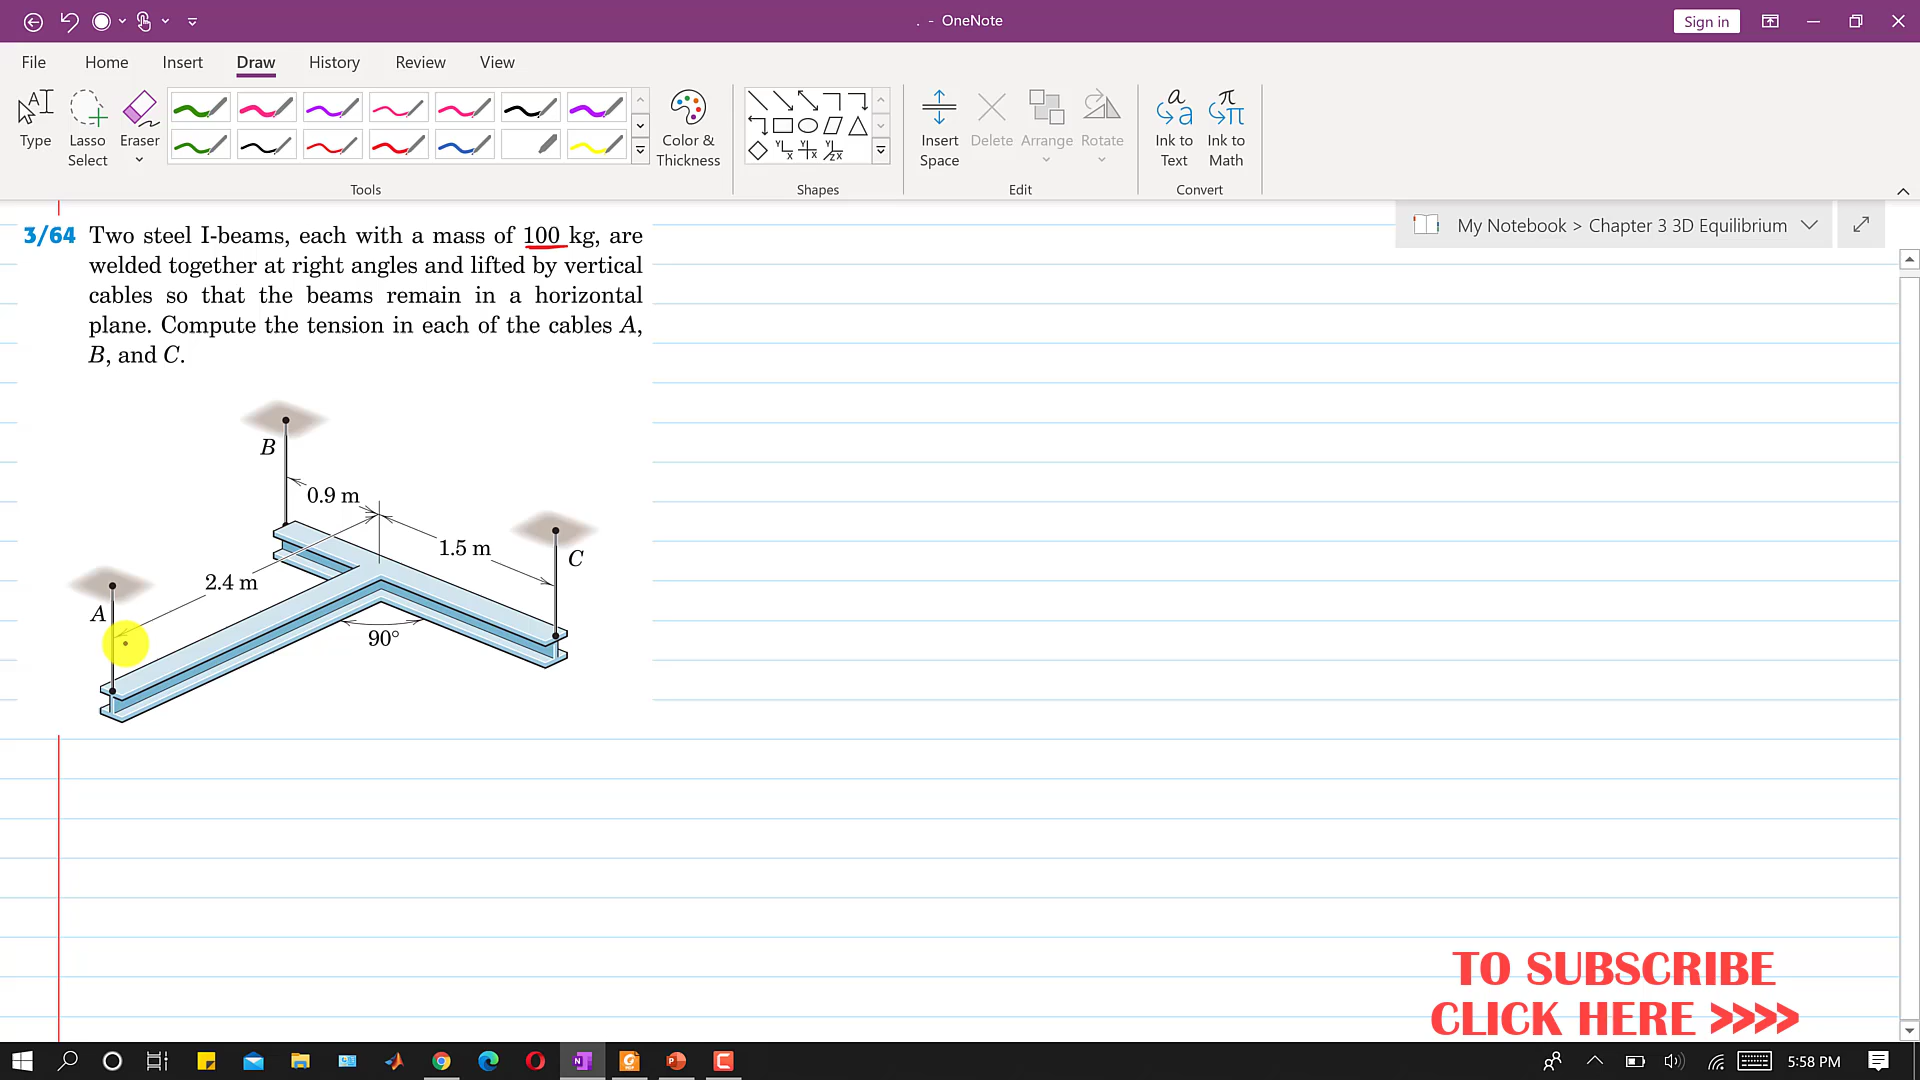 . - OneNote
Sign in
File Home Insert Draw History Review View
Type
Lasso Select
Eraser
Color & Thickness
Insert Space
Delete
Arrange
Rotate
Ink to Text
Ink to Math
Tools
Shapes
Edit
Convert
My Notebook > Chapter 3 3D Equilibrium
3/64 Two steel I-beams, each with a mass of 100 kg, are
welded together at right angles and lifted by vertical
cables so that the beams remain in a horizontal
plane. Compute the tension in each of the cables A,
B, and C.
B
0.9 m
1.5 m
C
2.4 m
A
90°
TO SUBSCRIBE
CLICK HERE >>>>
5:58 PM